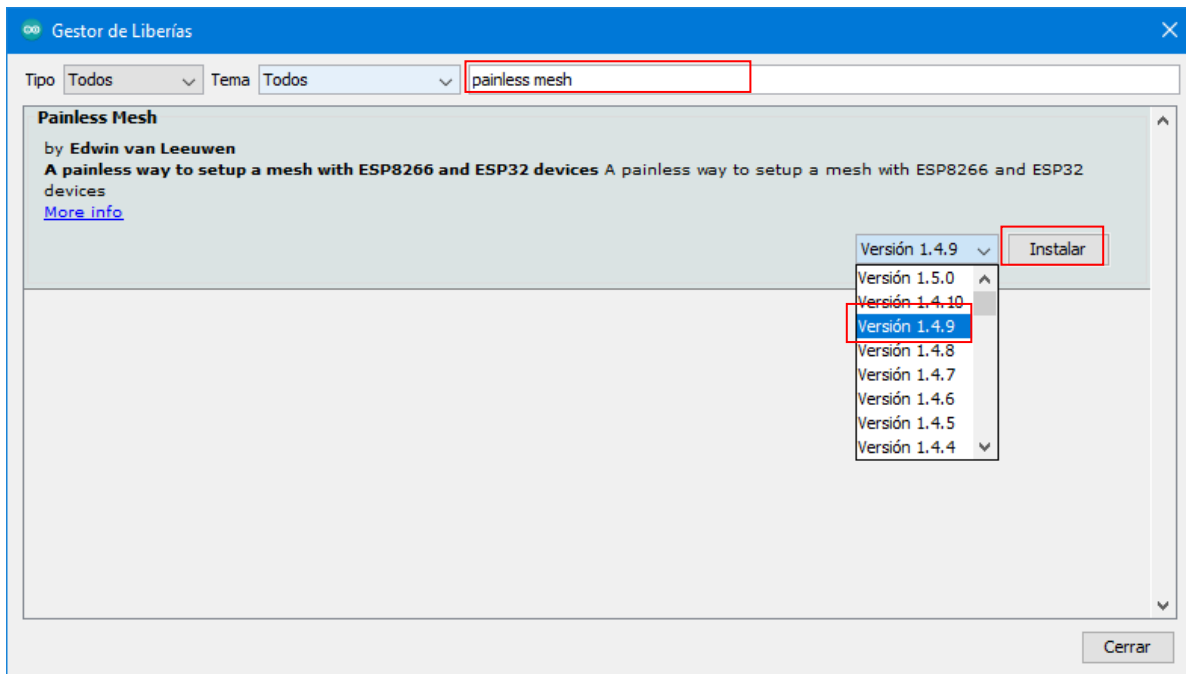 Gestor de Liberías
Tipo Todos Tema Todos painless mesh
Painless Mesh
by Edwin van Leeuwen
A painless way to setup a mesh with ESP8266 and ESP32 devices A painless way to setup a mesh with ESP8266 and ESP32
devices
More info
Versión 1.4.9 Instalar
Versión 1.5.0
Versión 1.4.10
Versión 1.4.9
Versión 1.4.8
Versión 1.4.7
Versión 1.4.6
Versión 1.4.5
Versión 1.4.4
Cerrar